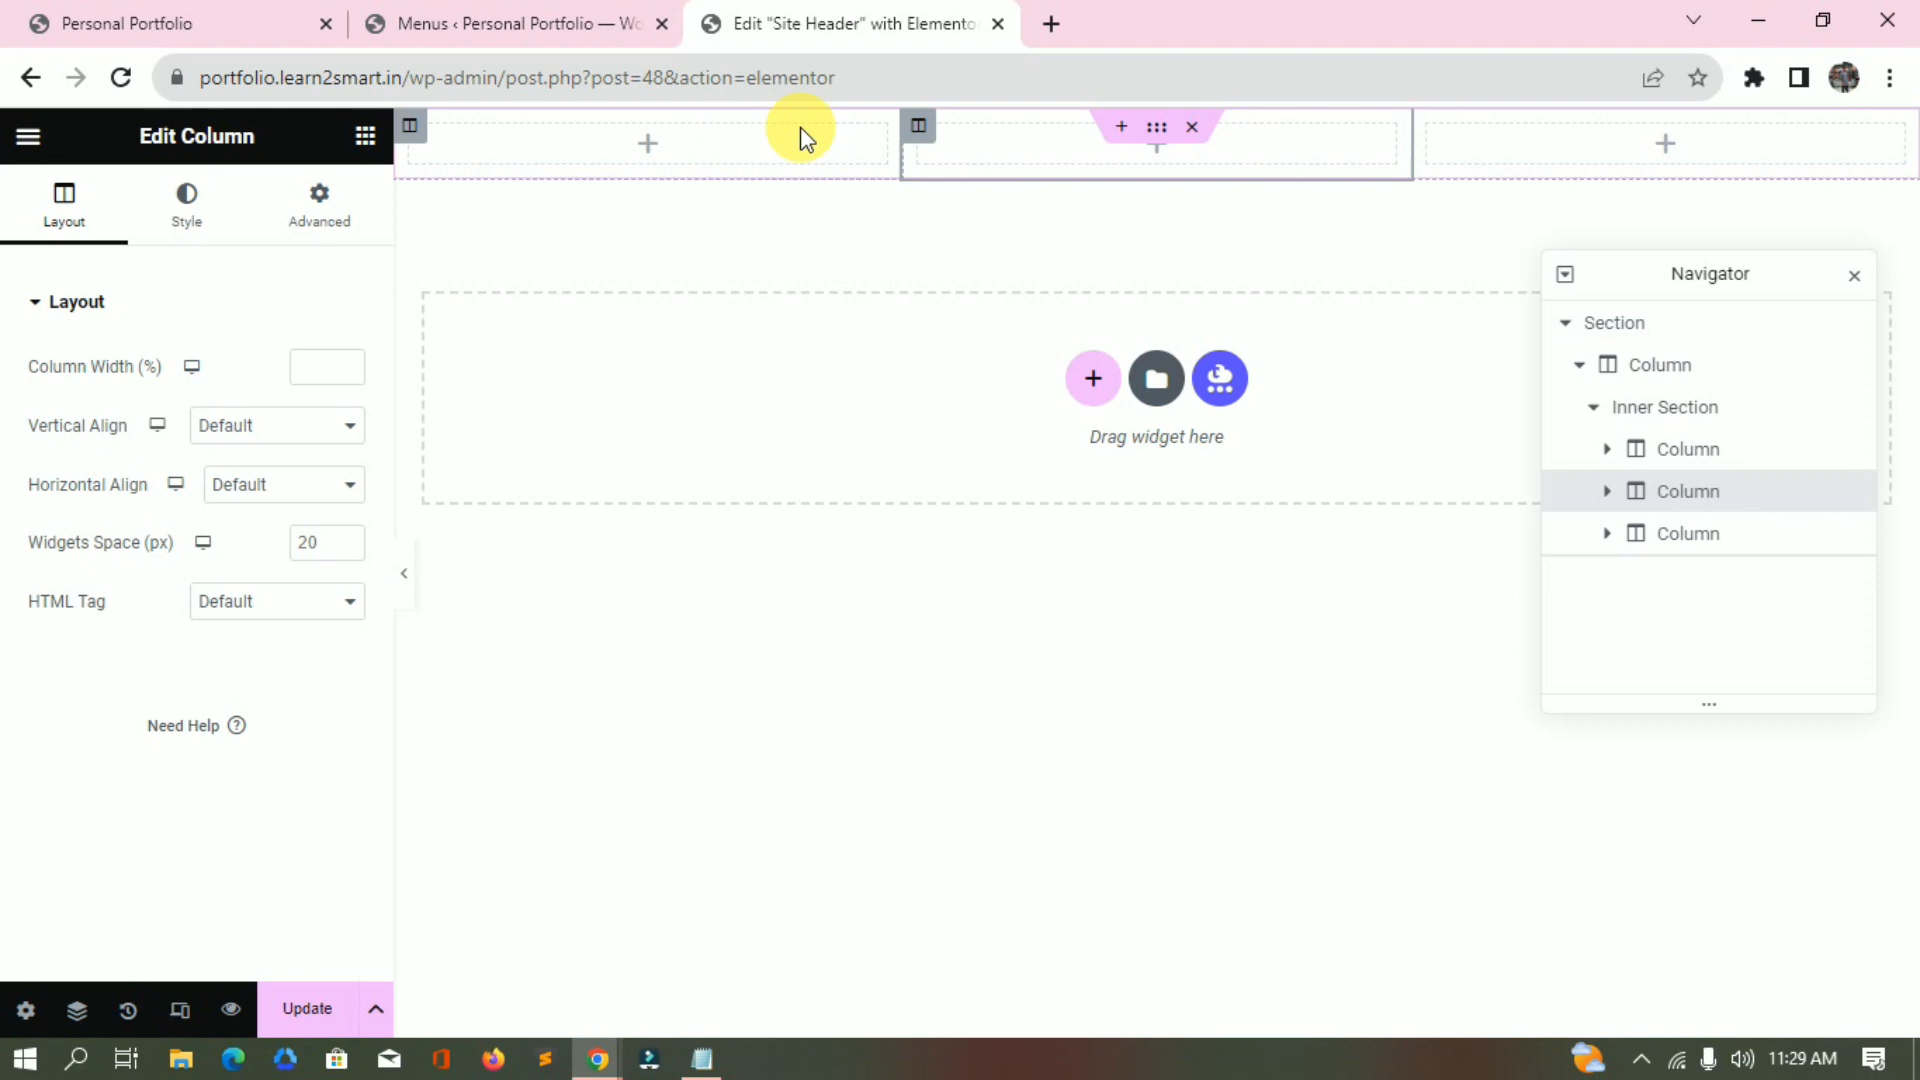 Personal Portfolio
Menus ‹ Personal Portfolio — Wo
Edit "Site Header" with Elemento
portfolio.learn2smart.in/wp-admin/post.php?post=48&action=elementor
Edit Column
Layout
Style
Advanced
Layout
Column Width (%)
Vertical Align
Default
Horizontal Align
Default
Widgets Space (px)
20
HTML Tag
Default
Need Help
Update
Drag widget here
Navigator
Section
Column
Inner Section
Column
Column
Column
11:29 AM